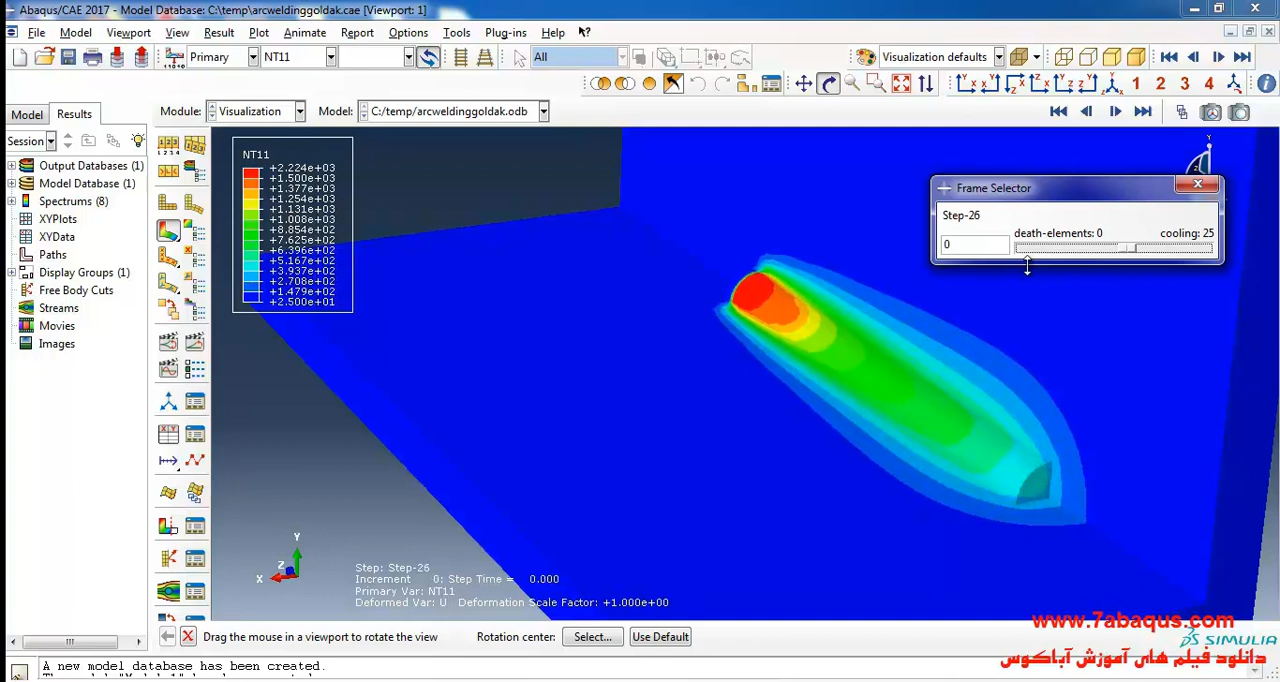 Abaqus/CAE 2017 - Model Database: C:\temp\arcweldinggoldak.cae [Viewport: 1]
File Model Viewport View Result Plot Animate Report Options Tools Plug-ins Help
Primary NT11 All Visualization defaults
1 2 3 4
Model Results Module: Visualization Model: C:/temp/arcweldinggoldak.odb
Session
Output Databases (1)
Model Database (1)
Spectrums (8)
XYPlots
XYData
Paths
Display Groups (1)
Free Body Cuts
Streams
Movies
Images
NT11
+2.224e+03
+1.500e+03
+1.377e+03
+1.254e+03
+1.131e+03
+1.008e+03
+8.854e+02
+7.625e+02
+6.396e+02
+5.167e+02
+3.937e+02
+2.708e+02
+1.479e+02
+2.500e+01
Frame Selector
Step-26
death-elements: 0 cooling: 25
0
Y
Y
X
Z
Step: Step-26
Increment 0: Step Time = 0.000
Primary Var: NT11
Deformed Var: U Deformation Scale Factor: +1.000e+00
www.7abaqus.com
SIMULIA
دانلود فیلم های آموزش آباکوس
Drag the mouse in a viewport to rotate the view Rotation center: Select... Use Default
A new model database has been created.